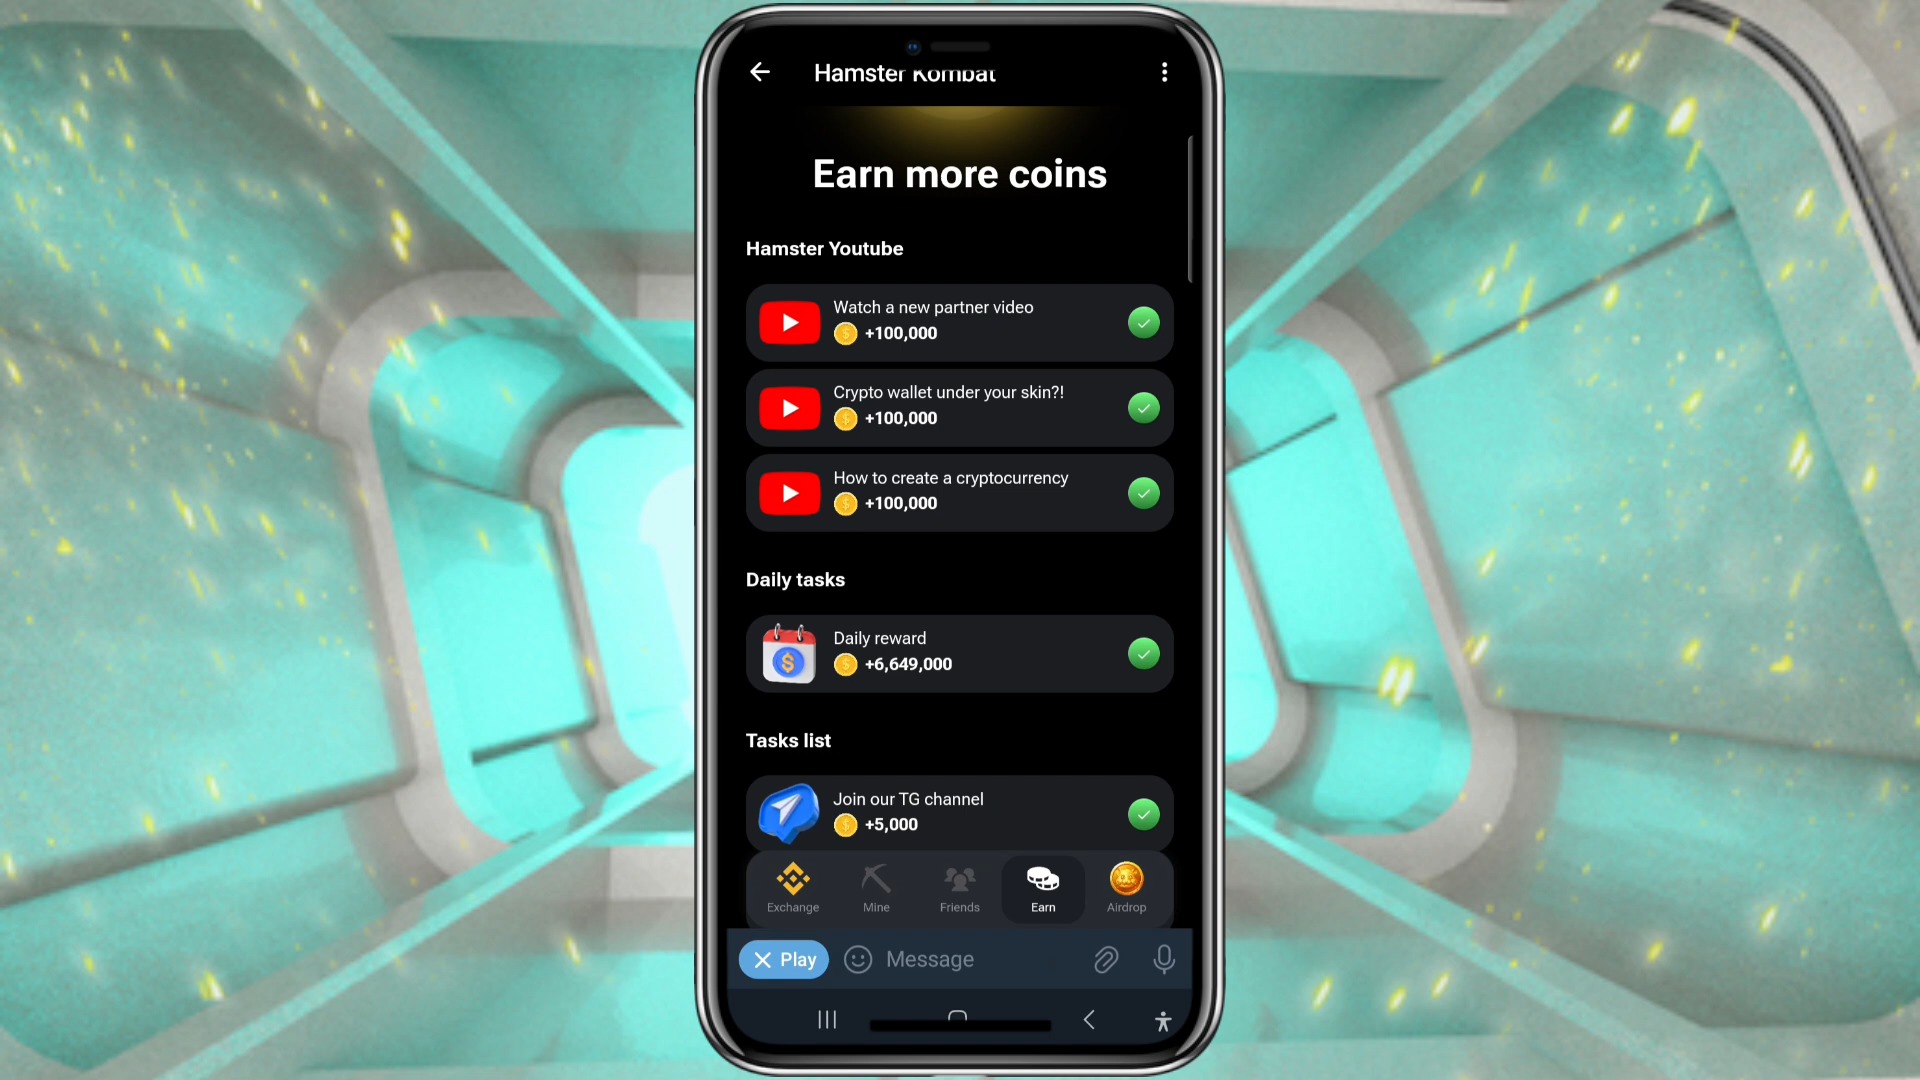 Hamster Kombat
Earn more coins
Hamster Youtube
Watch a new partner video
+100,000
Crypto wallet under your skin?!
+100,000
How to create a cryptocurrency
+100,000
Daily tasks
Daily reward
+6,649,000
Tasks list
Join our TG channel
+5,000
Exchange Mine Friends Earn Airdrop
Play Message